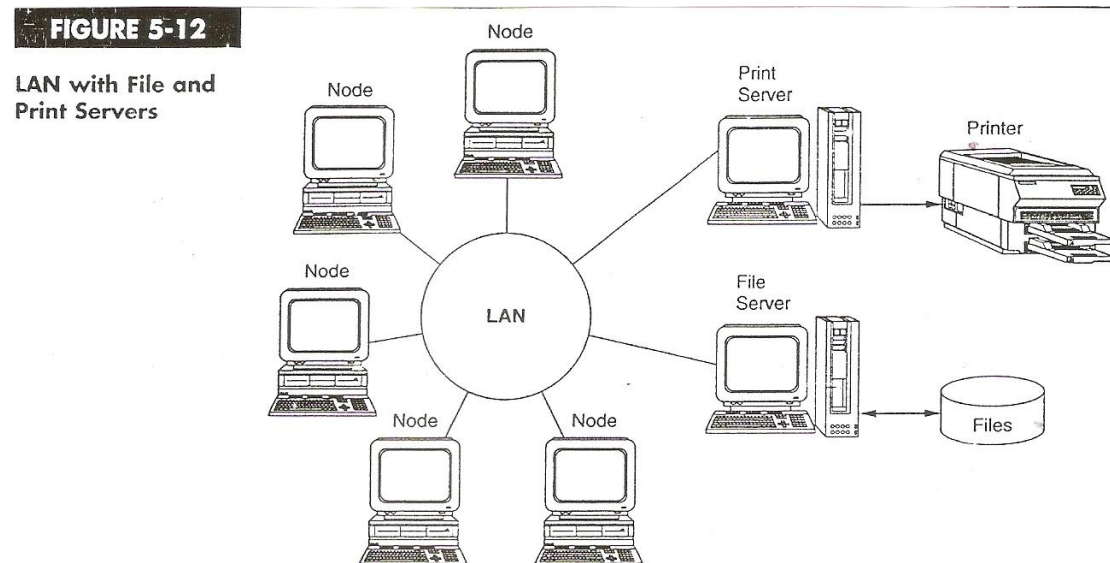 FIGURE 5-12
LAN with File and
Print Servers
Node
Node
Print
Server
Printer
Node
LAN
File
Server
Node
Node
Files